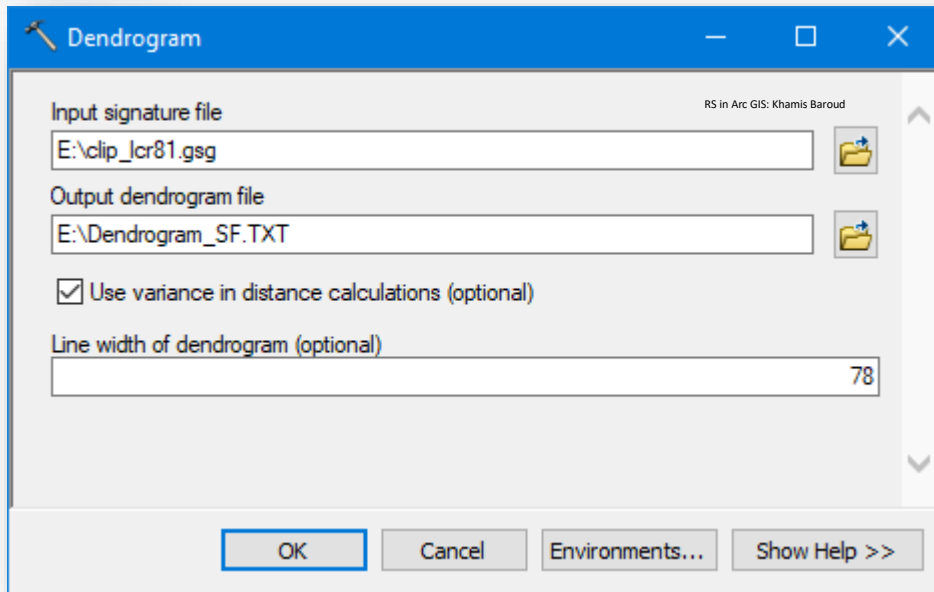 Dendrogram
RS in Arc GIS: Khamis Baroud
Input signature file
E:\clip_lcr81.gsg
Output dendrogram file
E:\Dendrogram_SF.TXT
Use variance in distance calculations (optional)
Line width of dendrogram (optional)
78
OK Cancel Environments... Show Help >>